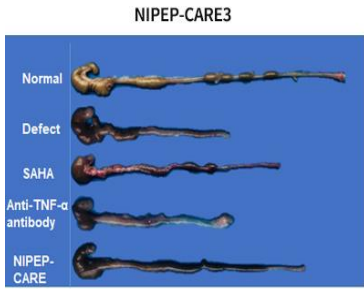 NIPEP-CARE3
Normal
Defect
SAHA
Anti-TNF-α
antibody
NIPEP-
CARE